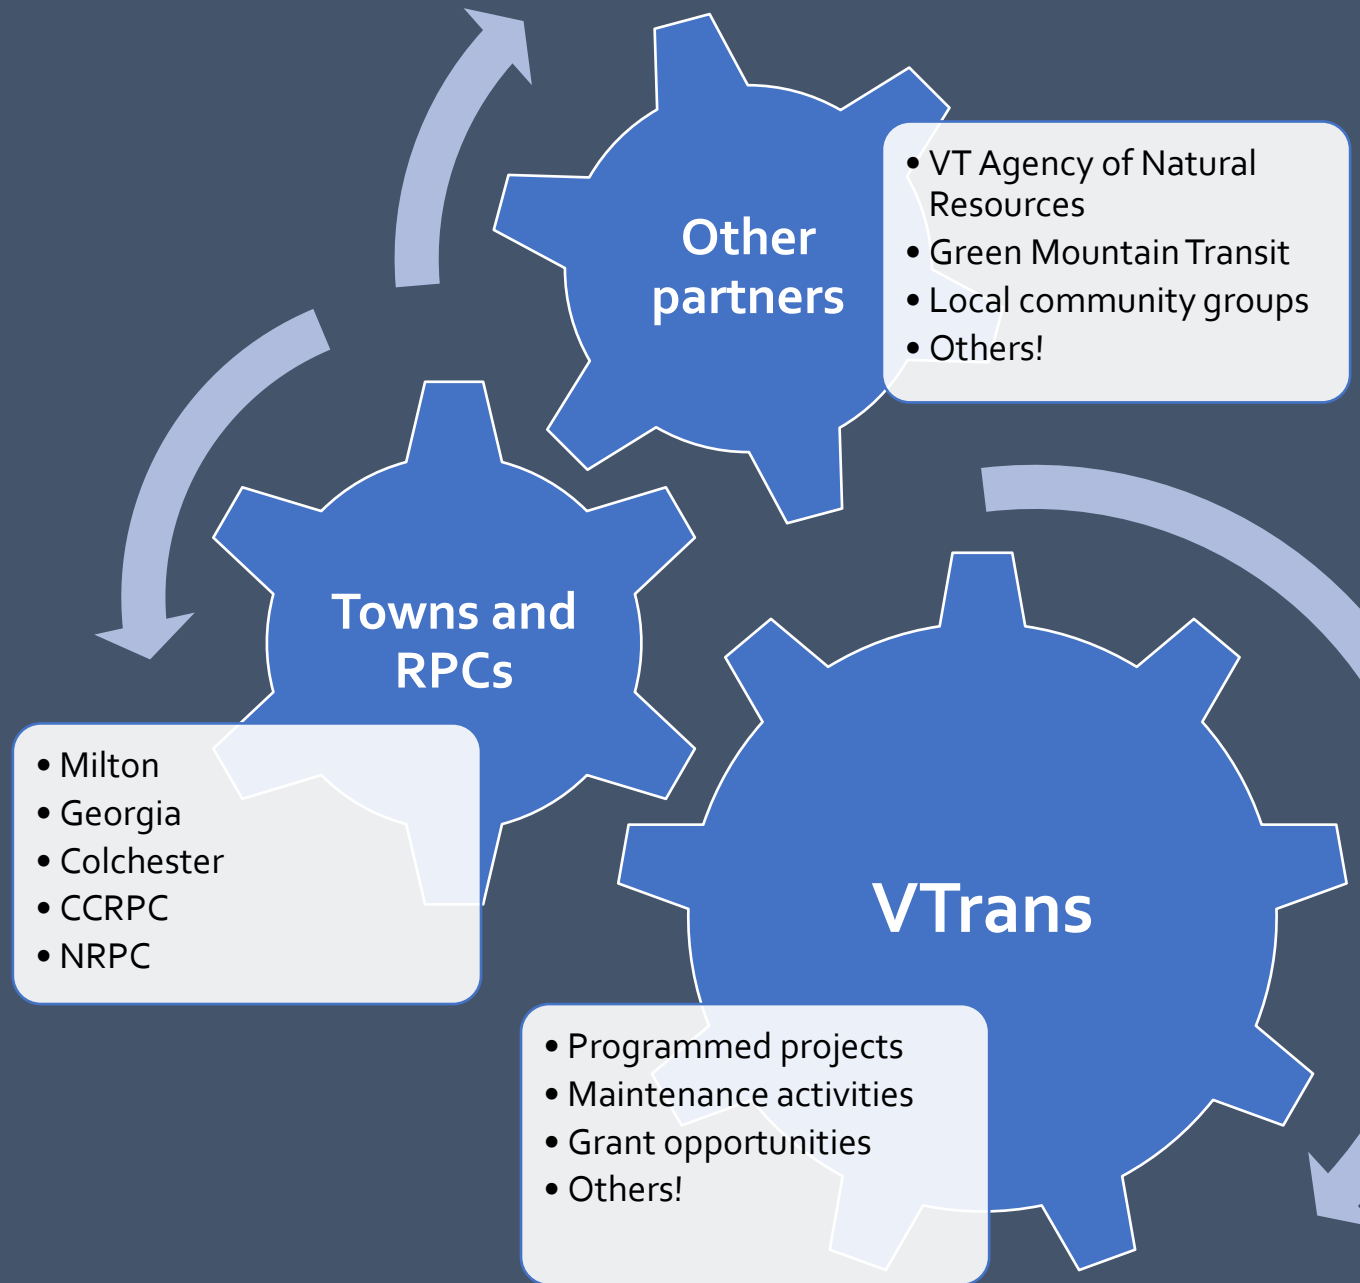 Other
partners
• VT Agency of Natural
Resources
• Green Mountain Transit
• Local community groups
• Others!
Towns and
RPCs
• Milton
• Georgia
• Colchester
• CCRPC
• NRPC
VTrans
• Programmed projects
• Maintenance activities
• Grant opportunities
• Others!